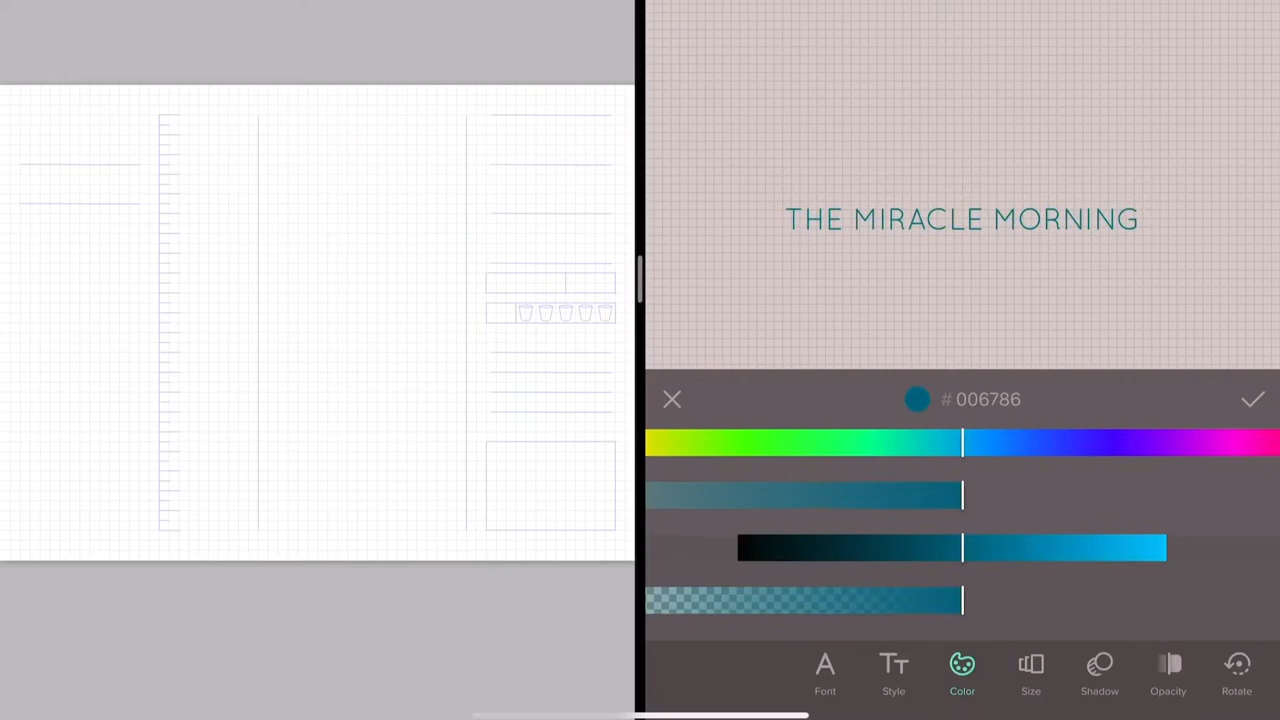 THE MIRACLE MORNING
# 006786
Font
Style
Color
Size
Shadow
Opacity
Rotate